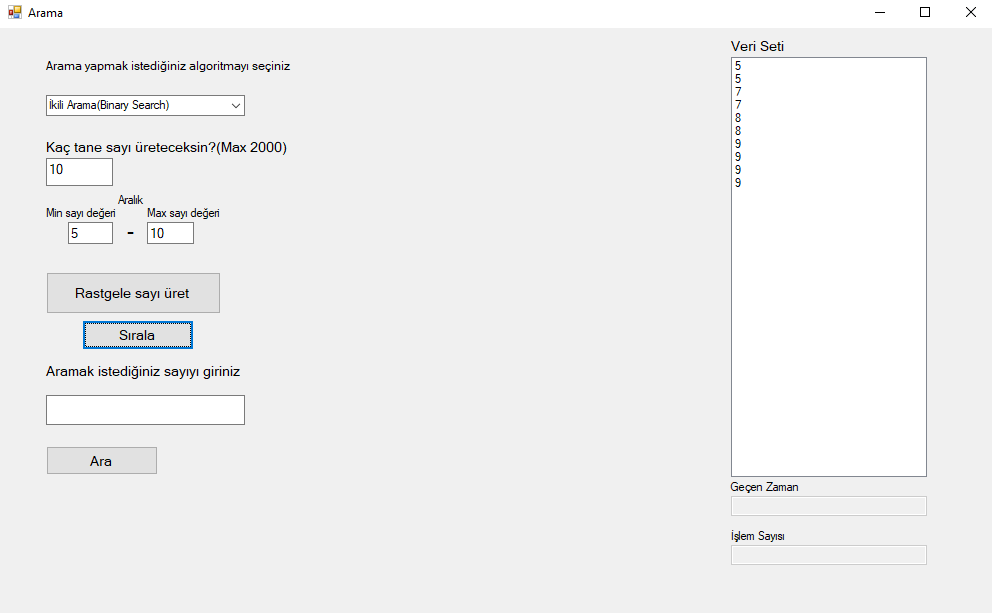 Arama
Arama yapmak istediğiniz algoritmayı seçiniz
İkili Arama(Binary Search)
Kaç tane sayı üreteceksin?(Max 2000)
10
Aralık
Min sayı değeri Max sayı değeri
5 - 10
Rastgele sayı üret
Sırala
Aramak istediğiniz sayıyı giriniz
Ara
Veri Seti
5
5
7
7
8
8
9
9
9
9
Geçen Zaman
İşlem Sayısı